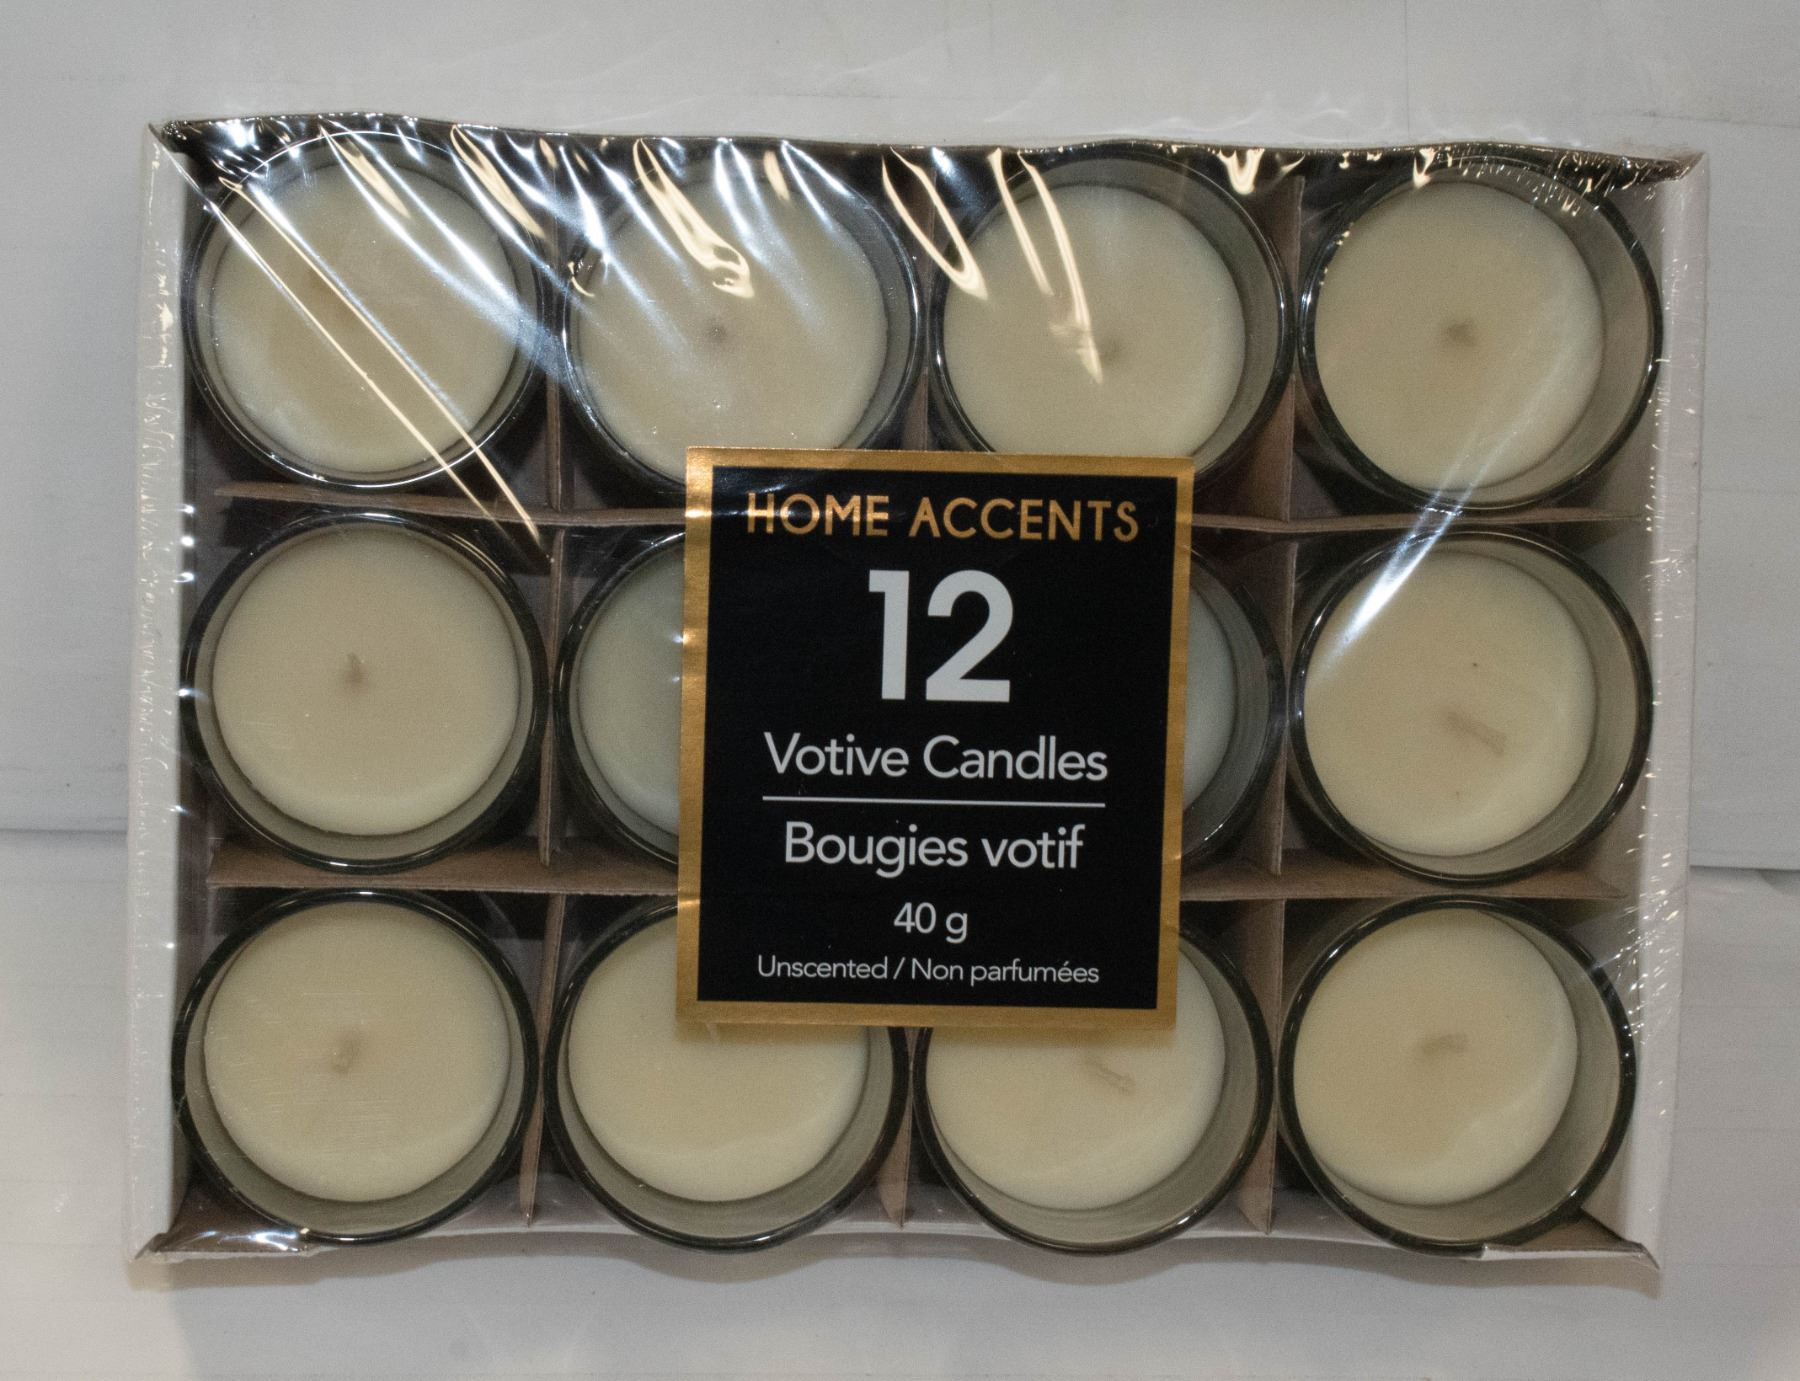 HOME ACCENTS
12
Votive Candles
Bougies votif
40 g
Unscented / Non parfumées